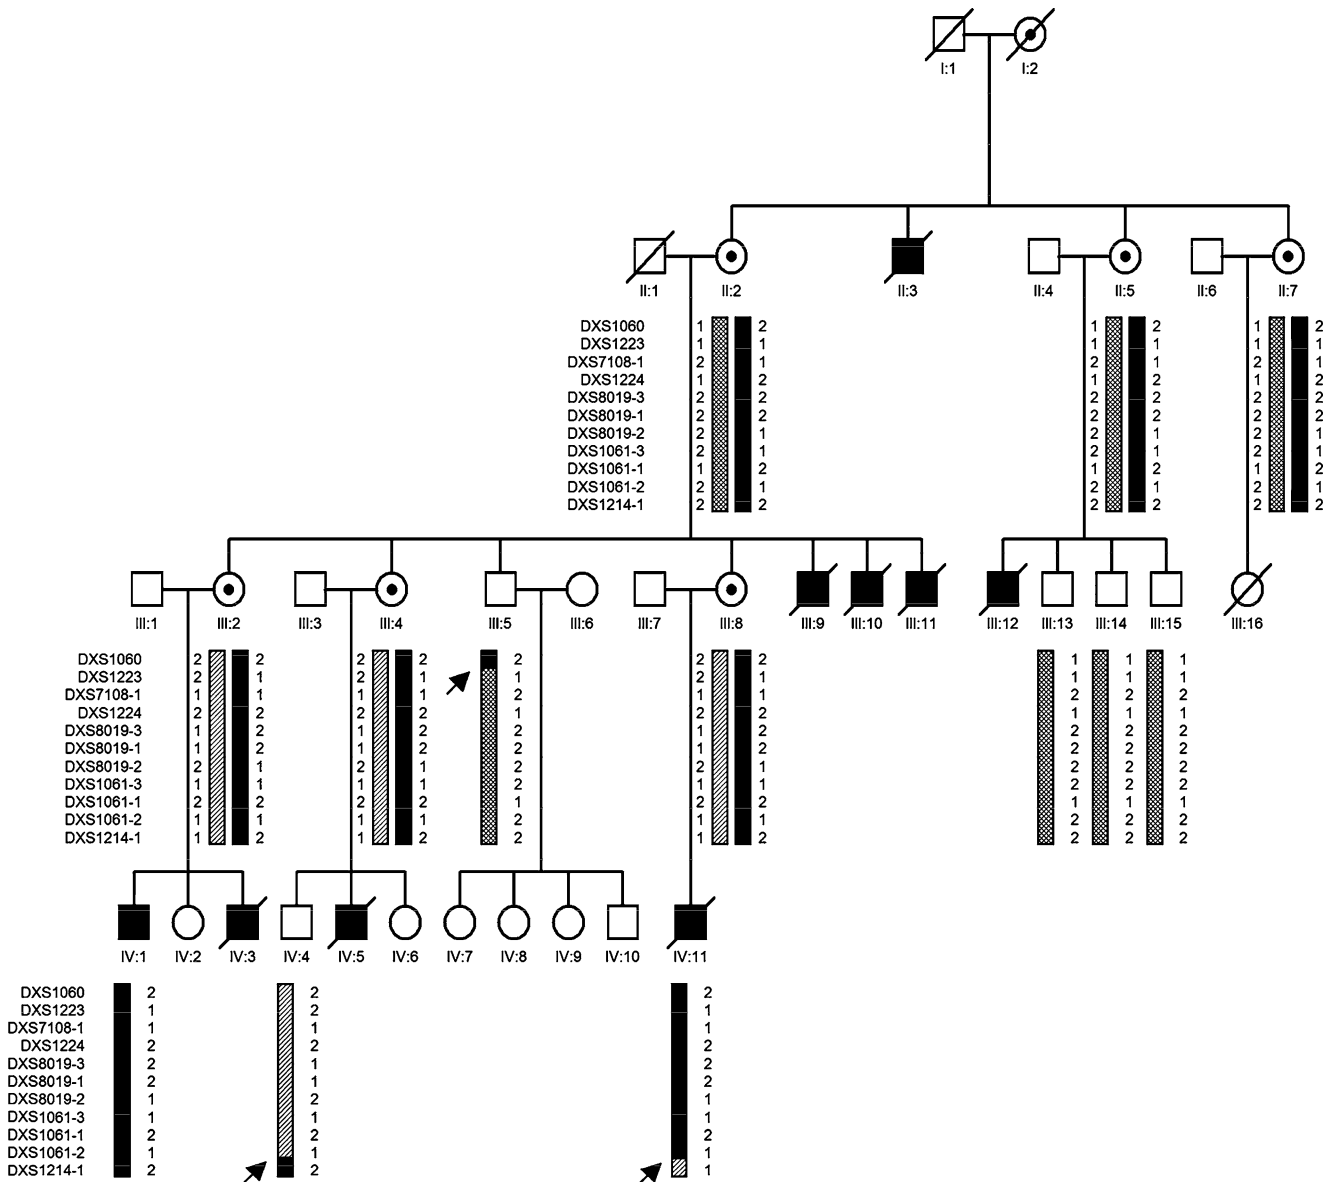 I:1 I:2
II:1 II:2 II:3 II:4 II:5 II:6 II:7
DXS1060 1 2 1 2 1 2
DXS1223 1 1 1 1 1 1
DXS7108-1 2 1 2 1 2 1
DXS1224 1 2 1 2 1 2
DXS8019-3 2 2 2 2 2 2
DXS8019-1 2 2 2 2 2 2
DXS8019-2 2 1 2 1 2 1
DXS1061-3 2 1 2 1 2 1
DXS1061-1 1 2 1 2 1 2
DXS1061-2 2 1 2 1 2 1
DXS1214-1 2 2 2 2 2 2
III:1 III:2 III:3 III:4 III:5 III:6 III:7 III:8 III:9 III:10 III:11 III:12 III:13 III:14 III:15 III:16
DXS1060 2 2 2 2 2 2 2 1 1 1
DXS1223 2 1 2 1 1 2 1 1 1 1
DXS7108-1 1 1 1 1 2 1 1 2 1 2
DXS1224 2 2 2 2 1 2 2 1 2 1
DXS8019-3 1 2 1 2 2 1 2 2 2 2
DXS8019-1 1 2 1 2 2 1 2 2 2 2
DXS8019-2 2 1 2 1 2 2 1 2 2 2
DXS1061-3 1 1 1 1 2 1 1 2 2 2
DXS1061-1 2 2 2 2 1 2 2 1 2 1
DXS1061-2 1 1 1 1 2 1 1 2 2 2
DXS1214-1 1 2 1 2 2 1 2 2 2 2
IV:1 IV:2 IV:3 IV:4 IV:5 IV:6 IV:7 IV:8 IV:9 IV:10 IV:11
DXS1060 2 2 2
DXS1223 1 2 1
DXS7108-1 1 1 1
DXS1224 2 2 2
DXS8019-3 2 1 2
DXS8019-1 2 1 2
DXS8019-2 1 2 1
DXS1061-3 1 1 1
DXS1061-1 2 2 2
DXS1061-2 1 1 1
DXS1214-1 2 2 1